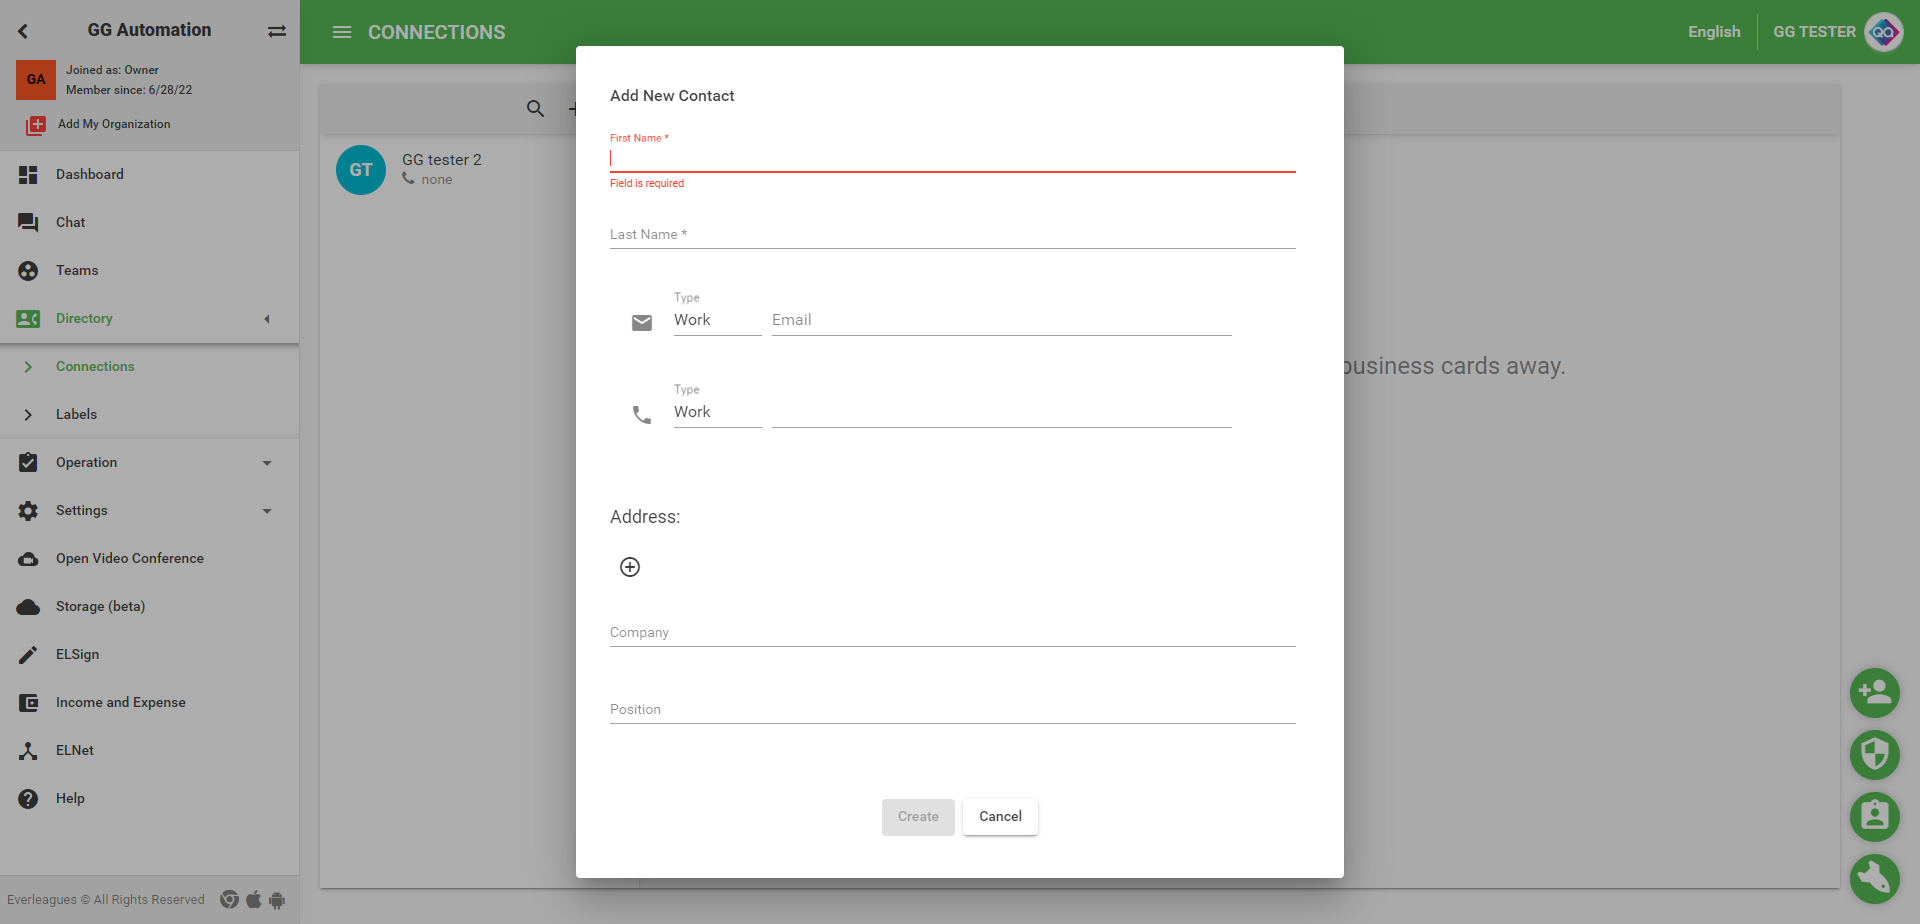 GG Automation
GA
Joined as: Owner
Member since: 6/28/22
Add My Organization
Dashboard
Chat
Teams
Directory
Connections
Labels
Operation
Settings
Open Video Conference
Storage (beta)
ELSign
Income and Expense
ELNet
Help
Everleagues © All Rights Reserved
CONNECTIONS
English
GG TESTER
QA
GT
GG tester 2
none
business cards away.
Add New Contact
First Name *
Field is required
Last Name *
Type
Work
Email
Type
Work
Address:
Company
Position
Create
Cancel